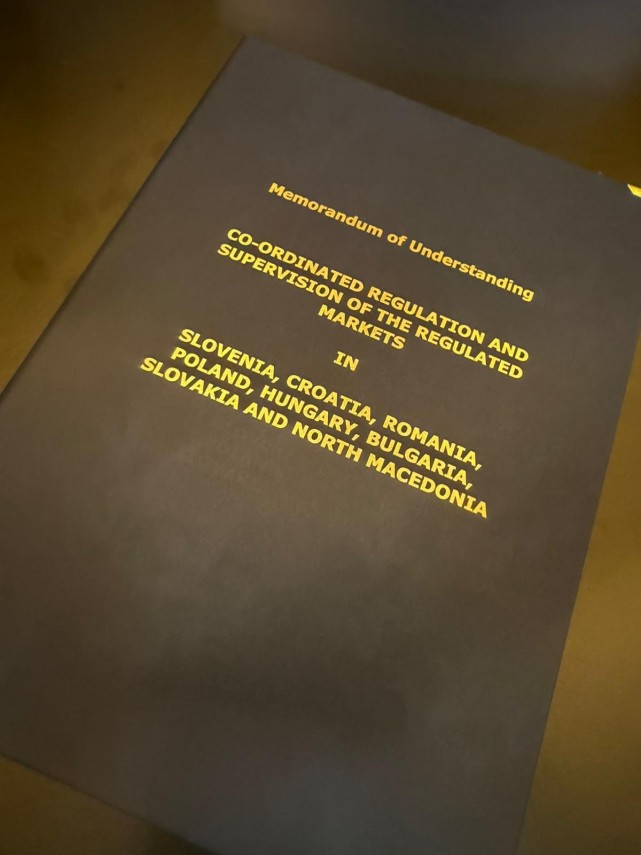 Memorandum of Understanding
CO-ORDINATED REGULATION AND
SUPERVISION OF THE REGULATED
MARKETS
IN
SLOVENIA, CROATIA, ROMANIA,
POLAND, HUNGARY, BULGARIA,
SLOVAKIA AND NORTH MACEDONIA